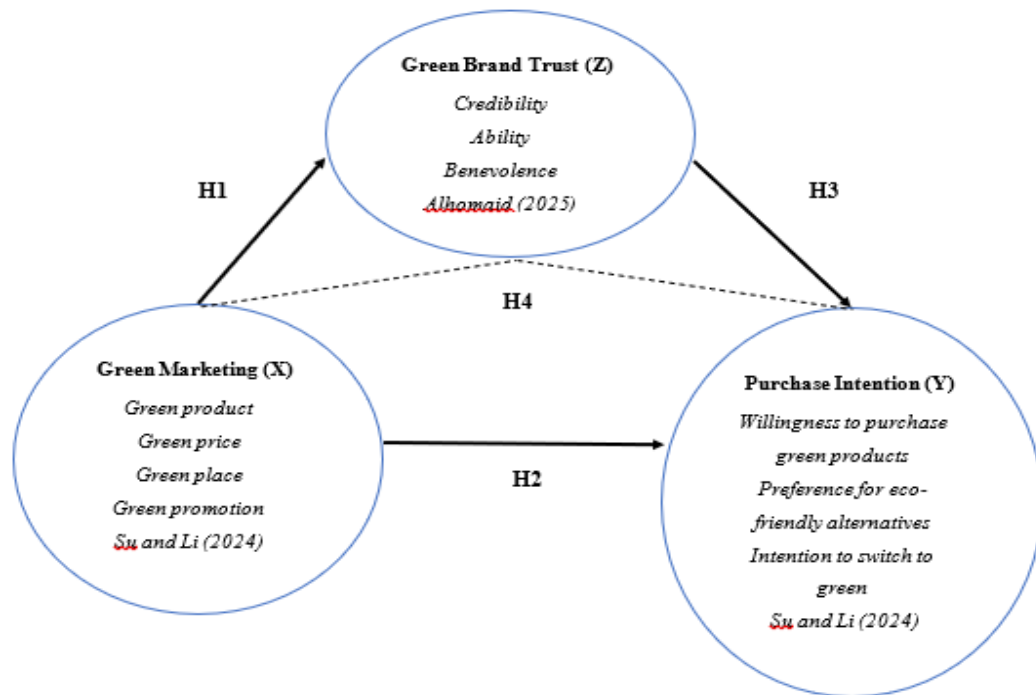 Green Brand Trust (Z)
Credibility
Ability
Benevolence
Alhomaid (2025)
H1
H3
H4
Green Marketing (X)
Green product
Green price
Green place
Green promotion
Su and Li (2024)
H2
Purchase Intention (Y)
Willingness to purchase
green products
Preference for eco-
friendly alternatives
Intention to switch to
green
Su and Li (2024)